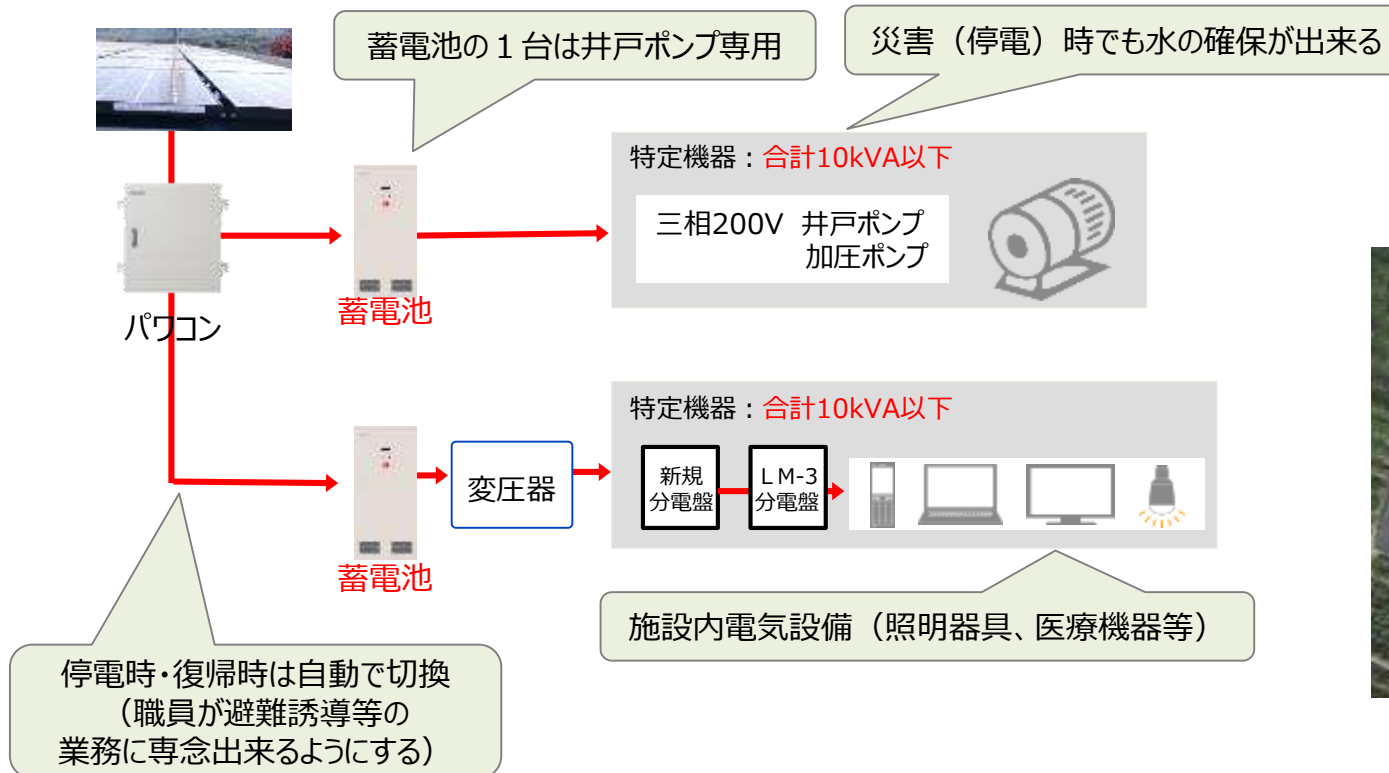 蓄電池の1台は井戸ポンプ専用
災害（停電）時でも水の確保が出来る
特定機器：合計10kVA以下
三相200V 井戸ポンプ
加圧ポンプ
パワコン
蓄電池
特定機器：合計10kVA以下
変圧器
新規
分電盤
ＬM-3
分電盤
蓄電池
施設内電気設備（照明器具、医療機器等）
停電時・復帰時は自動で切換
（職員が避難誘導等の
業務に専念出来るようにする）